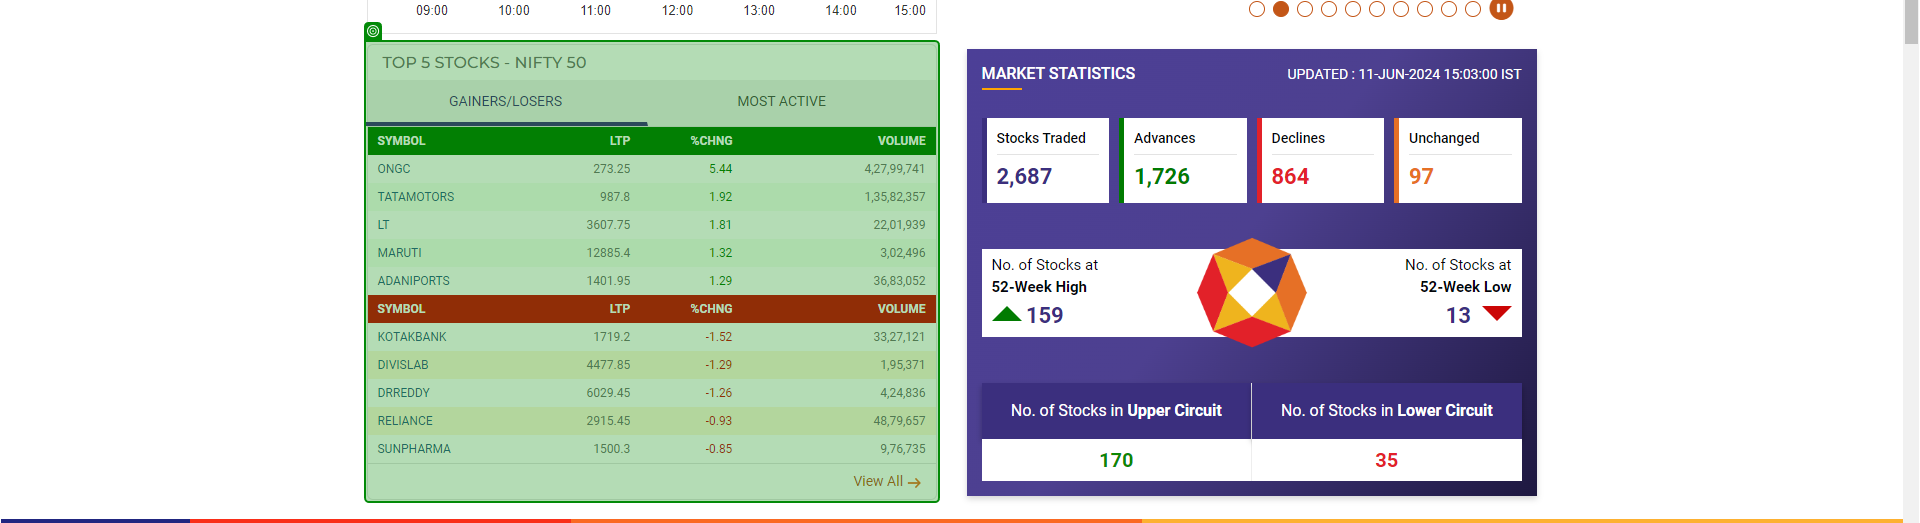 09:00 10:00 11:00 12:00 13:00 14:00 15:00
TOP 5 STOCKS - NIFTY 50
GAINERS/LOSERS MOST ACTIVE
SYMBOL LTP %CHNG VOLUME
ONGC 273.25 5.44 4,27,99,741
TATAMOTORS 987.8 1.92 1,35,82,357
LT 3607.75 1.81 22,01,939
MARUTI 12885.4 1.32 3,02,496
ADANIPORTS 1401.95 1.29 36,83,052
SYMBOL LTP %CHNG VOLUME
KOTAKBANK 1719.2 -1.52 33,27,121
DIVISLAB 4477.85 -1.29 1,95,371
DRREDDY 6029.45 -1.26 4,24,836
RELIANCE 2915.45 -0.93 48,79,657
SUNPHARMA 1500.3 -0.85 9,76,735
View All
MARKET STATISTICS UPDATED : 11-JUN-2024 15:03:00 IST
Stocks Traded Advances Declines Unchanged
2,687 1,726 864 97
No. of Stocks at No. of Stocks at
52-Week High 52-Week Low
159 13
No. of Stocks in Upper Circuit No. of Stocks in Lower Circuit
170 35